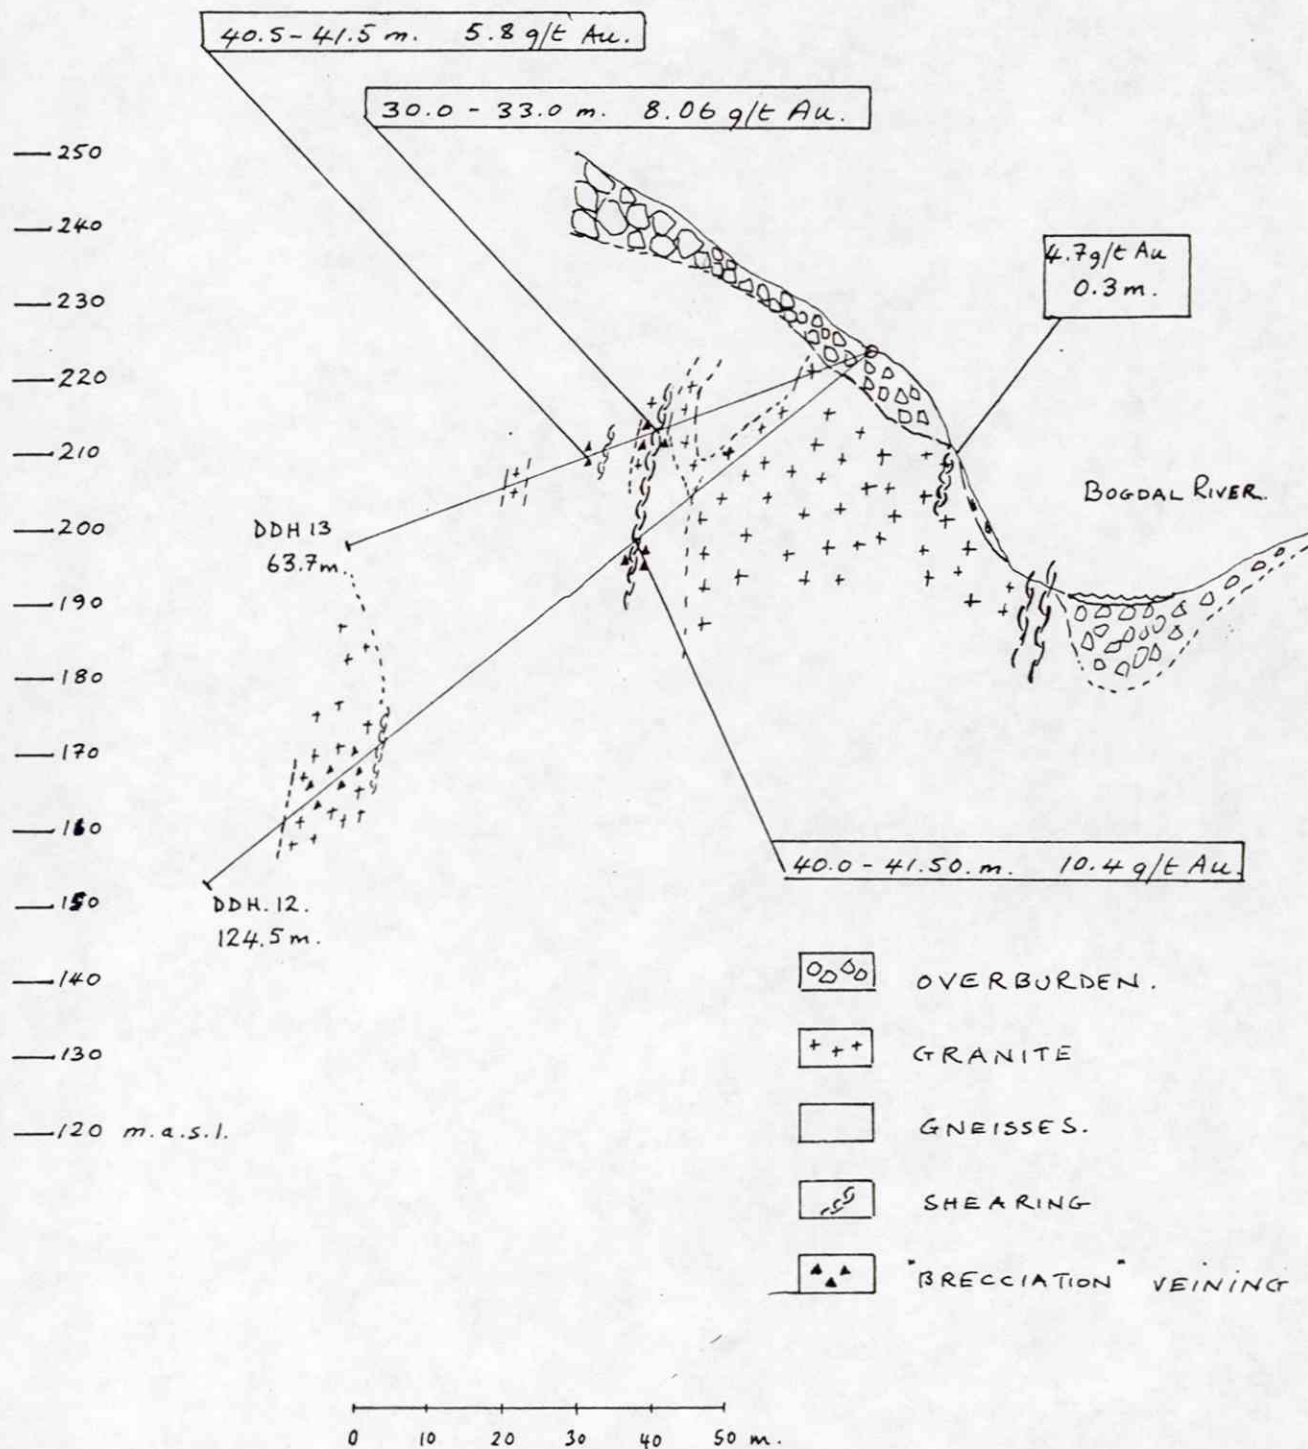 40.5 - 41.5 m. 5.8 g/t Au.
30.0 - 33.0 m. 8.06 g/t Au.
250
240
4.7g/t Au
0.3 m.
230
220
210
BOGDAL RIVER.
200
DDH 13
63.7m.
190
180
170
160
40.0 - 41.50. m. 10.4 g/t Au.
150
DDH. 12.
124.5 m.
140
OVERBURDEN.
130
GRANITE
120 m.a.s.l.
GNEISSES.
SHEARING
"BRECCIATION" VEINING
0 10 20 30 40 50 m.